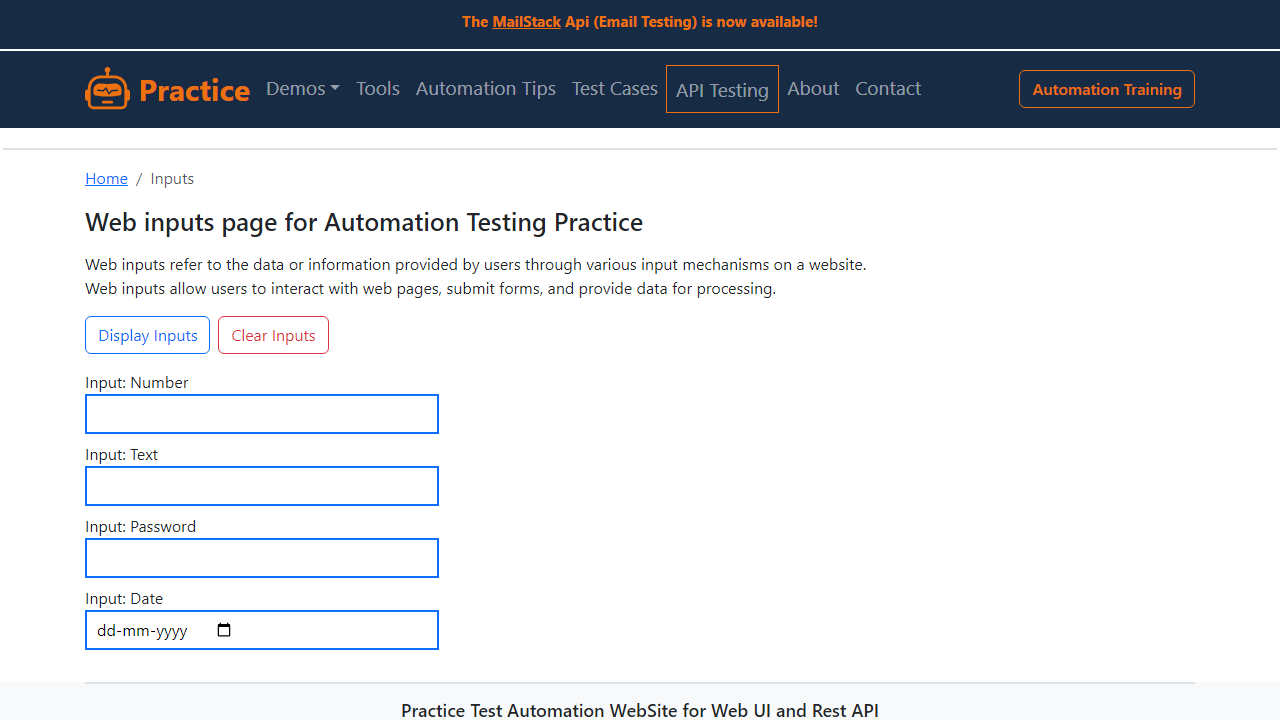 The MailStack Api (Email Testing) is now available!
Practice Demos Tools Automation Tips Test Cases API Testing About Contact Automation Training
Home / Inputs
Web inputs page for Automation Testing Practice
Web inputs refer to the data or information provided by users through various input mechanisms on a website.
Web inputs allow users to interact with web pages, submit forms, and provide data for processing.
Display Inputs Clear Inputs
Input: Number
Input: Text
Input: Password
Input: Date
dd-mm-yyyy
Practice Test Automation WebSite for Web UI and Rest API